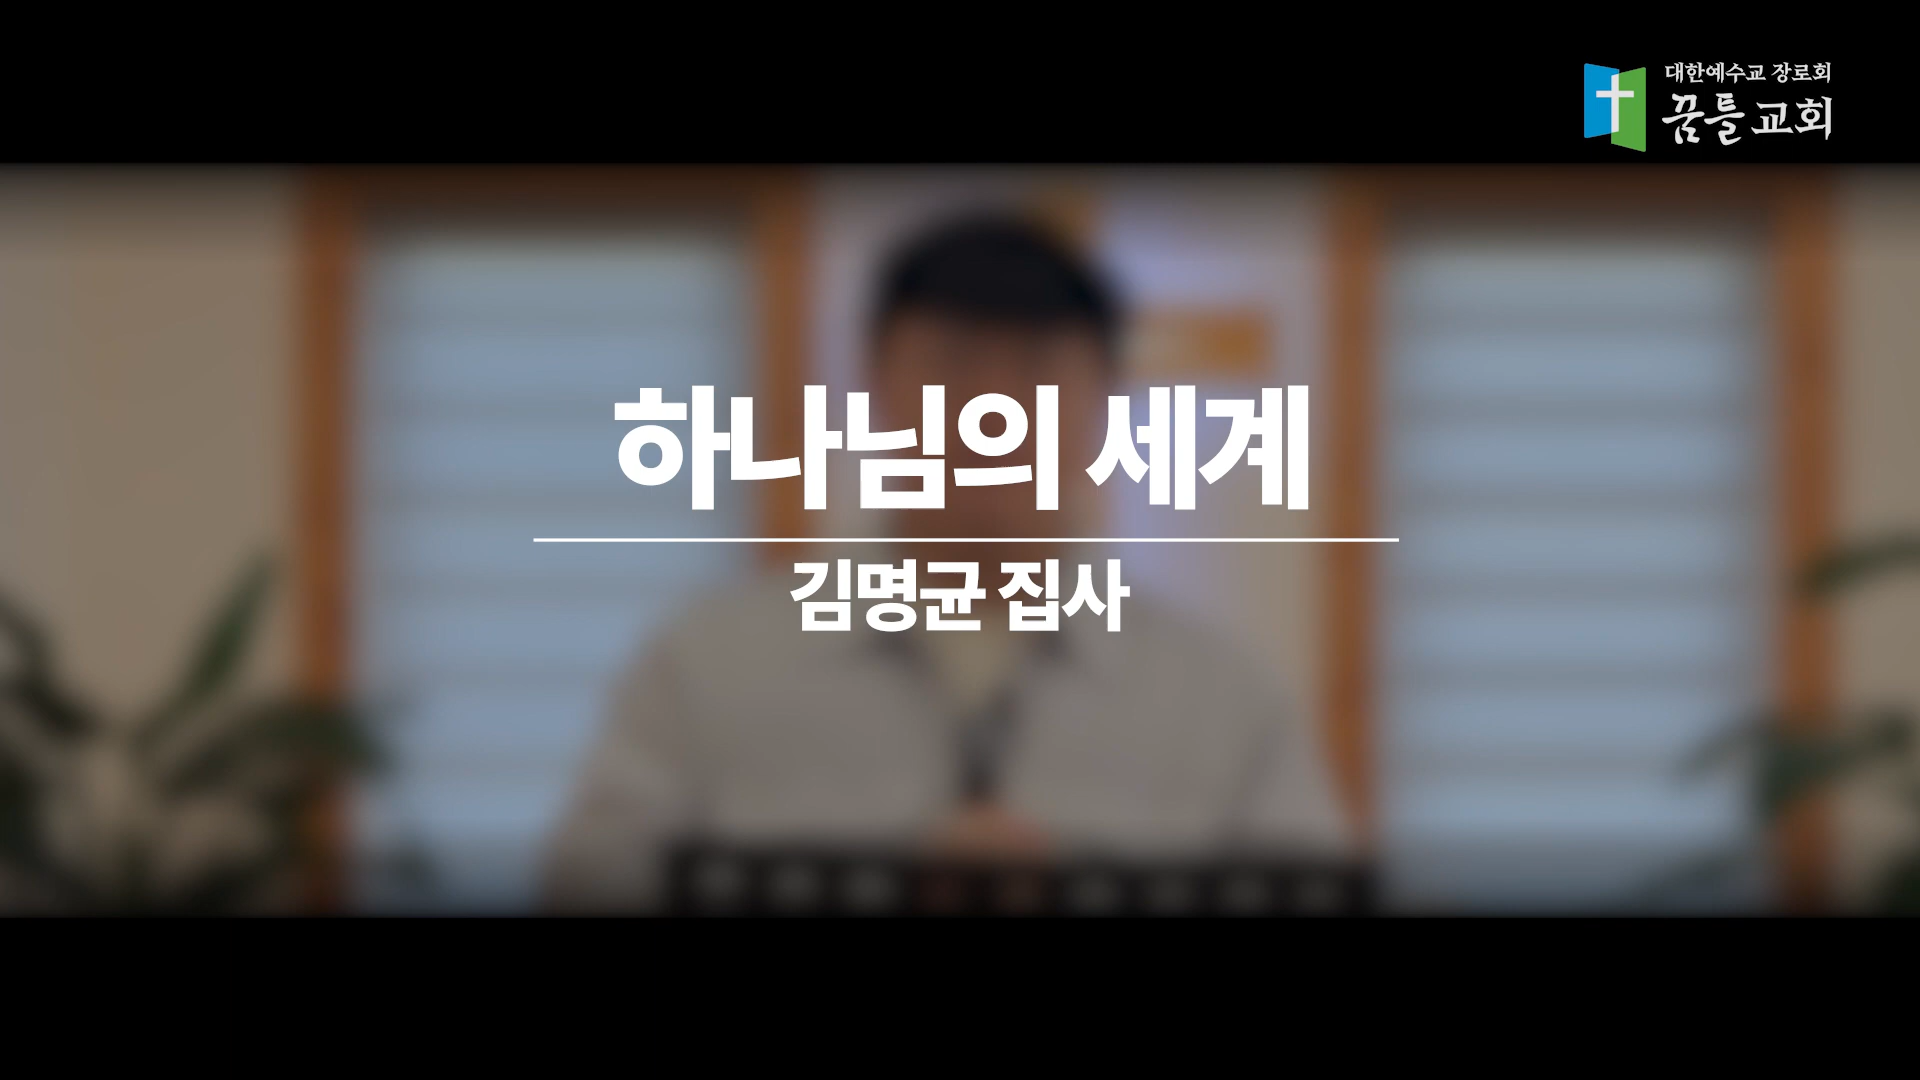 대한예수교 장로회
꿈틀교회
하나님의 세계
김명균 집사